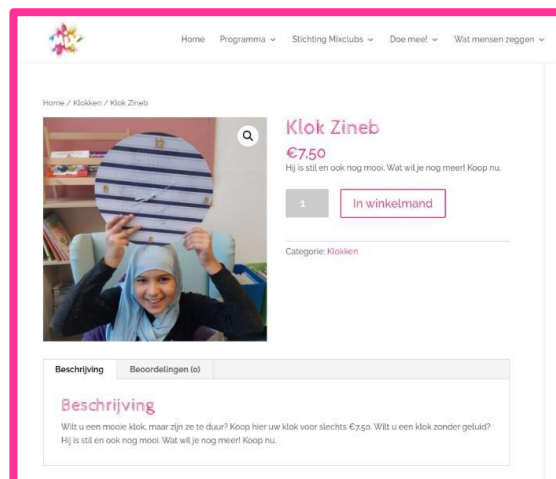 MIX
Home Programma Stichting Mixclubs Doe mee! Wat mensen zeggen
Home / Klokken / Klok Zineb
12
Klok Zineb
€7,50
Hij is stil en ook nog mooi. Wat wil je nog meer! Koop nu.
1 In winkelmand
Categorie: Klokken
Beschrijving Beoordelingen (0)
Beschrijving
Wilt u een mooie klok, maar zijn ze te duur? Koop hier uw klok voor slechts €7,50. Wilt u een klok zonder geluid?
Hij is stil en ook nog mooi. Wat wil je nog meer! Koop nu.